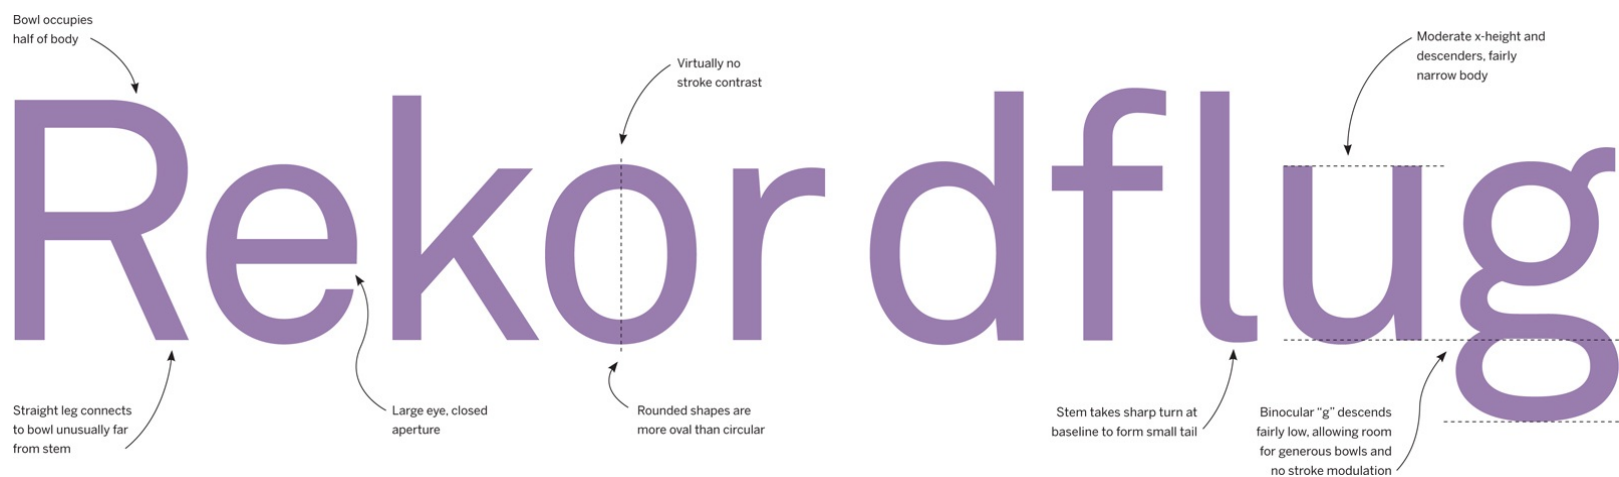 Bowl occupies
half of body
Virtually no
stroke contrast
Moderate x-height and
descenders, fairly
narrow body
Rekor dflug
Straight leg connects
to bowl unusually far
from stem
Large eye, closed
aperture
Rounded shapes are
more oval than circular
Stem takes sharp turn at
baseline to form small tail
Binocular “g” descends
fairly low, allowing room
for generous bowls and
no stroke modulation